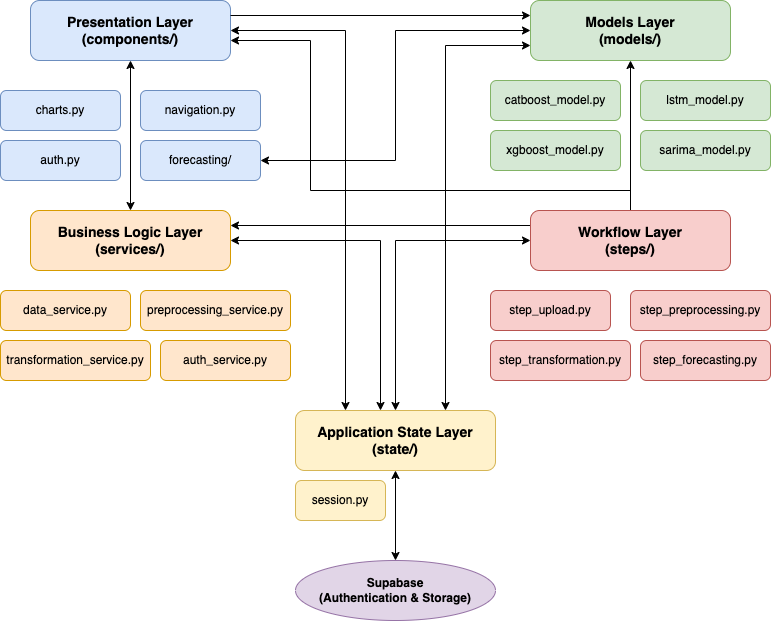 Presentation Layer
(components/)
Models Layer
(models/)
charts.py
navigation.py
catboost_model.py
lstm_model.py
auth.py
forecasting/
xgboost_model.py
sarima_model.py
Business Logic Layer
(services/)
Workflow Layer
(steps/)
data_service.py
preprocessing_service.py
step_upload.py
step_preprocessing.py
transformation_service.py
auth_service.py
step_transformation.py
step_forecasting.py
Application State Layer
(state/)
session.py
Supabase
(Authentication & Storage)